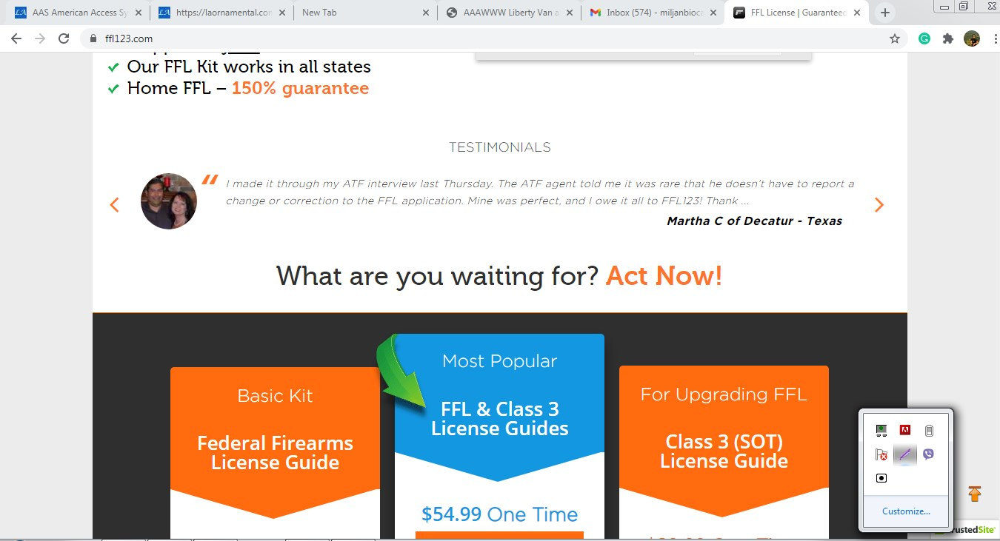 AAS American Access Sy
https://laornamental.con
New Tab
AAAWWW Liberty Van a
Inbox (574) - miljanbioca
FFL License | Guaranteed
ffl123.com
Our FFL Kit works in all states
Home FFL – 150% guarantee
TESTIMONIALS
I made it through my ATF interview last Thursday. The ATF agent told me it was rare that he doesn't have to report a
change or correction to the FFL application. Mine was perfect, and I owe it all to FFL123! Thank ...
Martha C of Decatur - Texas
What are you waiting for? Act Now!
Basic Kit
Federal Firearms
License Guide
Most Popular
FFL & Class 3
License Guides
$54.99 One Time
For Upgrading FFL
Class 3 (SOT)
License Guide
Customize...
TrustedSite